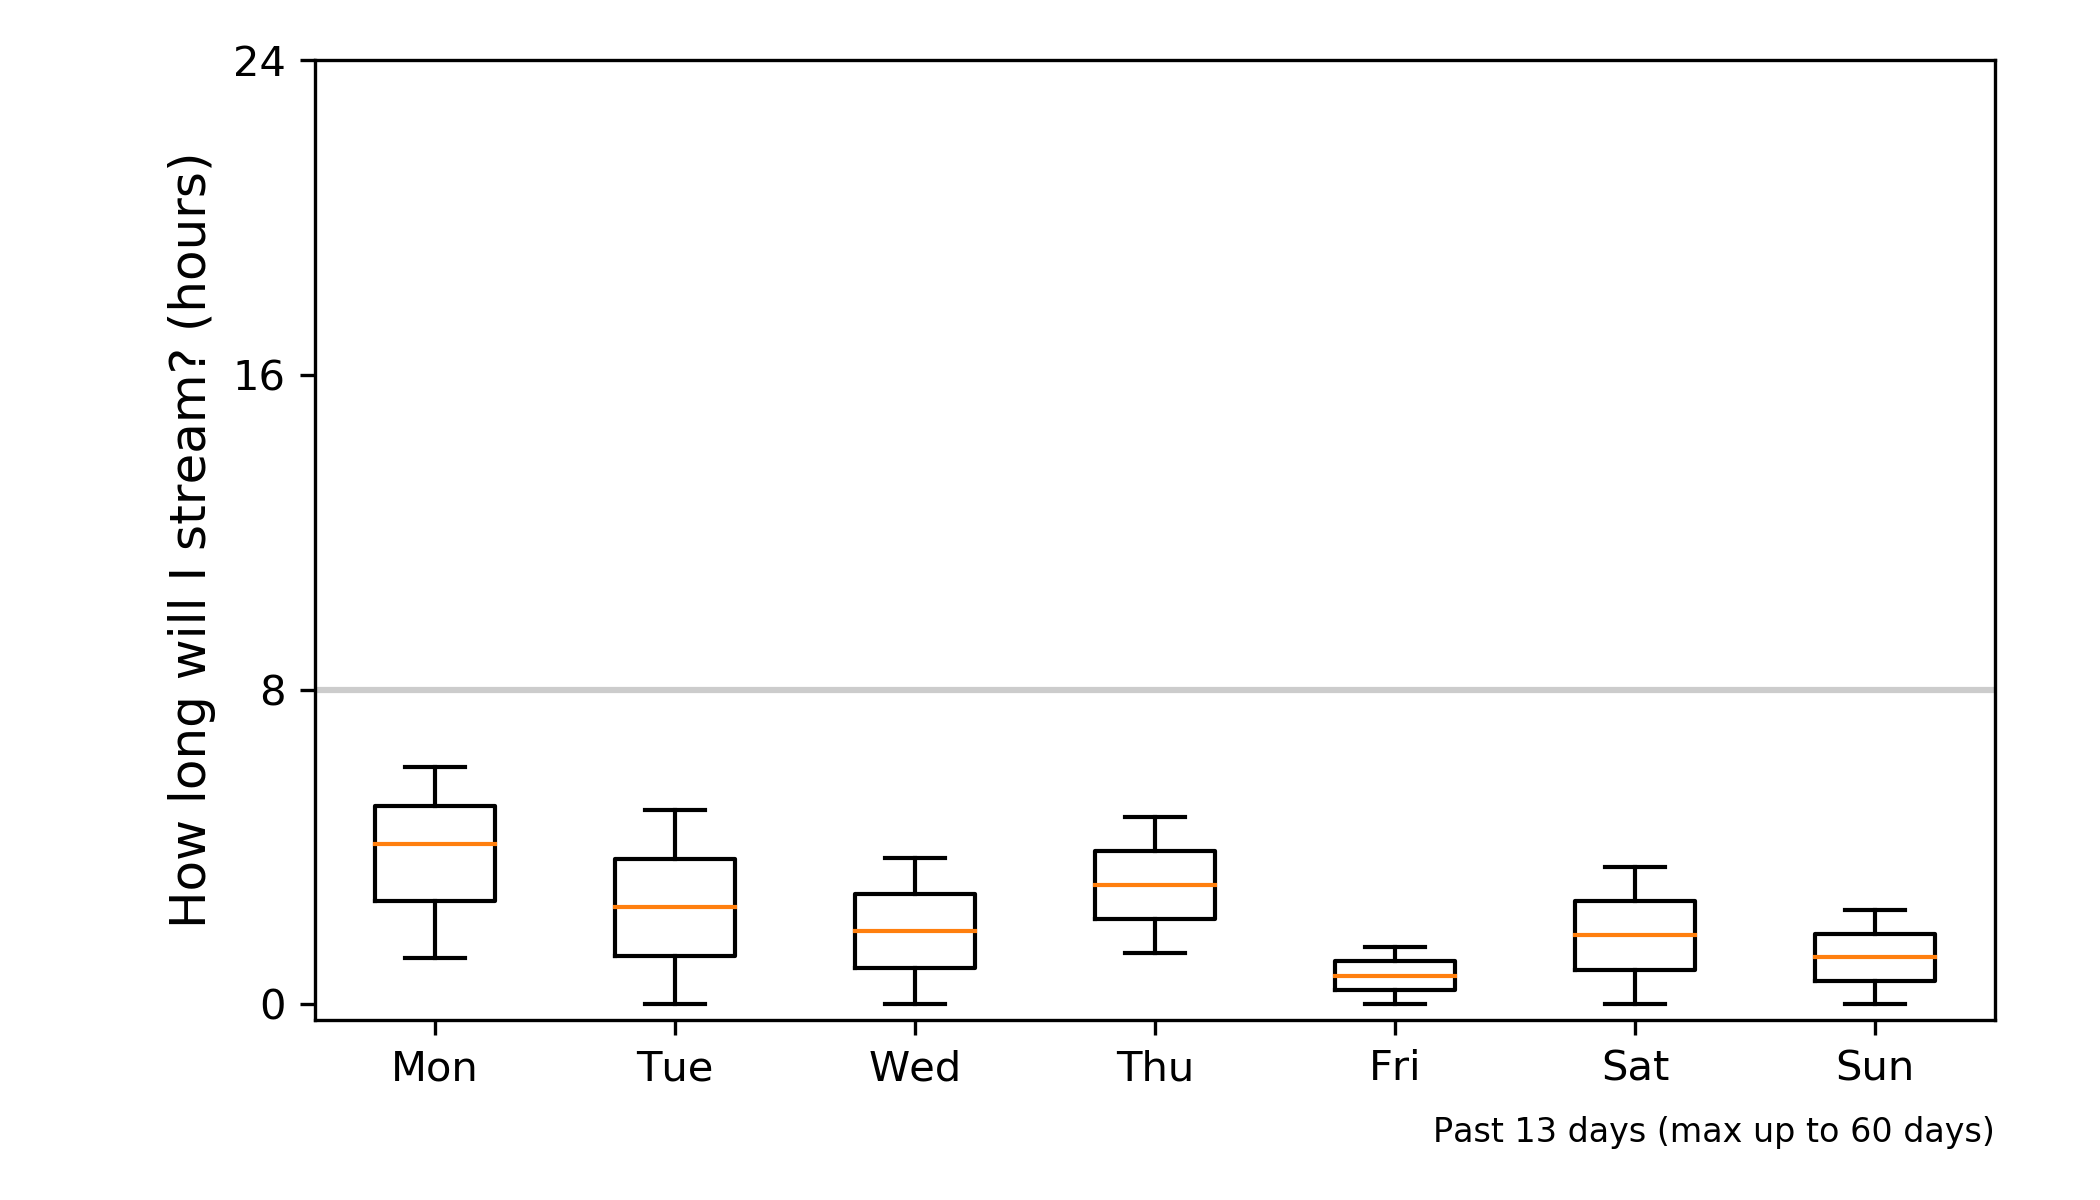 How long will I stream? (hours)
24
16
8
0
Mon Tue Wed Thu Fri Sat Sun
Past 13 days (max up to 60 days)